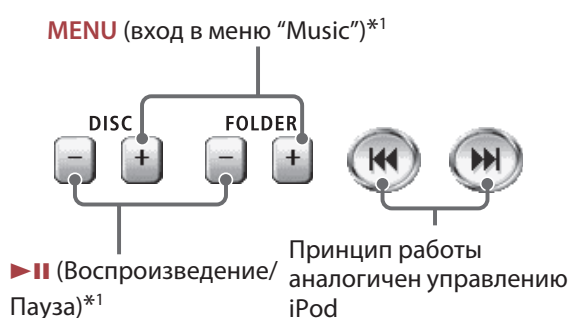 MENU (вход в меню “Music”)*1
DISC
FOLDER
− + − +
►II (Воспроизведение/
Пауза)*1
Принцип работы
аналогичен управлению
iPod